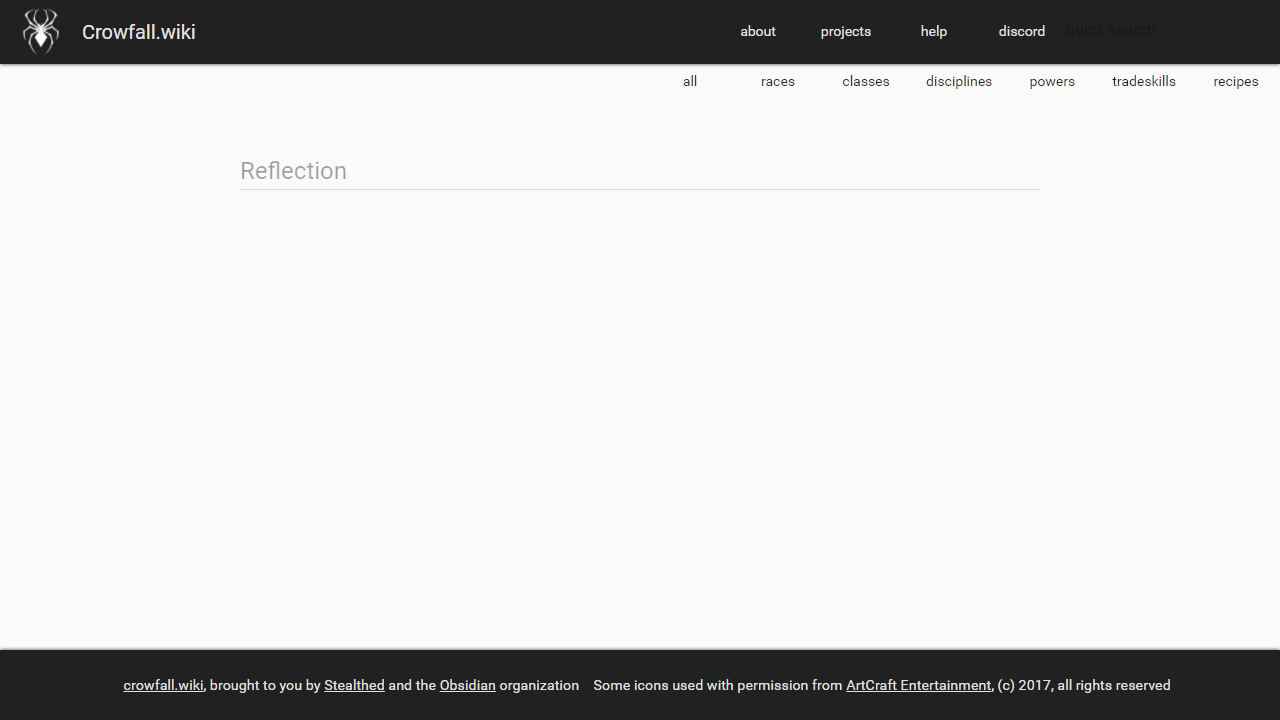 Crowfall.wiki
about projects help discord quick search
all races classes disciplines powers tradeskills recipes
Reflection
crowfall.wiki, brought to you by Stealthed and the Obsidian organization Some icons used with permission from ArtCraft Entertainment, (c) 2017, all rights reserved